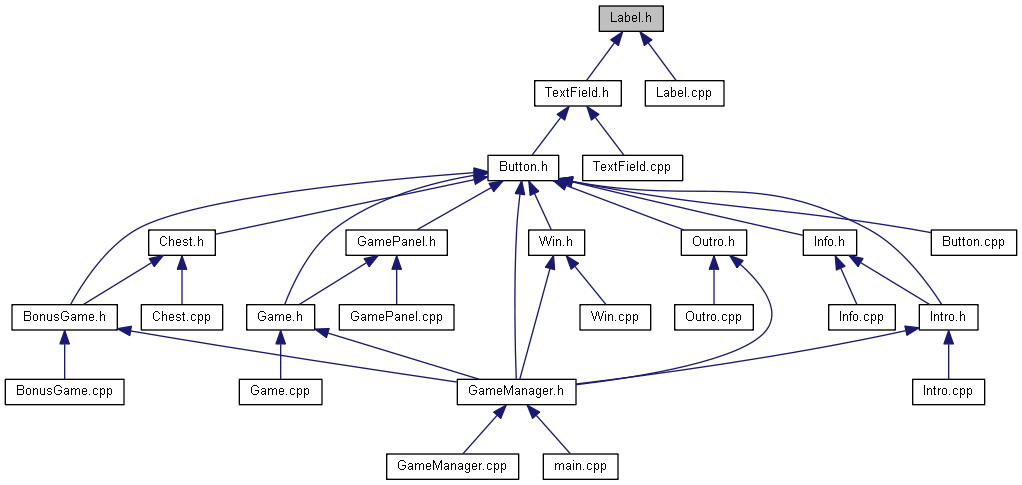 Label.h
TextField.h
Label.cpp
Button.h
TextField.cpp
Chest.h
GamePanel.h
Win.h
Outro.h
Info.h
Button.cpp
BonusGame.h
Chest.cpp
Game.h
GamePanel.cpp
Win.cpp
Outro.cpp
Info.cpp
Intro.h
BonusGame.cpp
Game.cpp
GameManager.h
Intro.cpp
GameManager.cpp
main.cpp